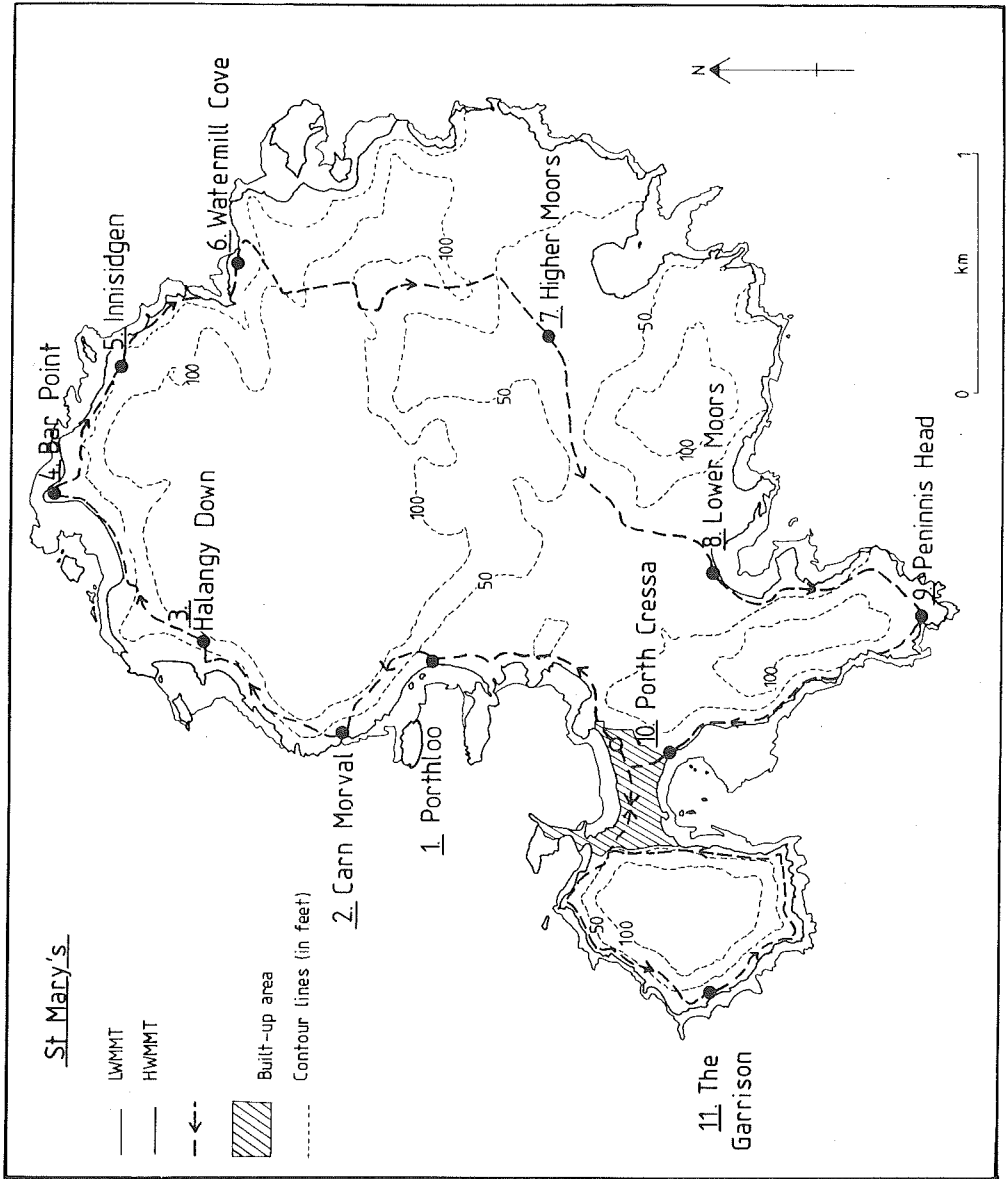 St Mary's
LWMMT
HWMMT
Built-up area
Contour lines (in feet)
1. Porthloo
2. Carn Morval
3.
Halangy Down
4. Bar Point
5. Innisidgen
6. Watermill Cove
7. Higher Moors
8. Lower Moors
9. Peninnis Head
10. Porth Cressa
11. The
Garrison
100
100
50
100
50
50
100
100
50
100
N
0
km
1